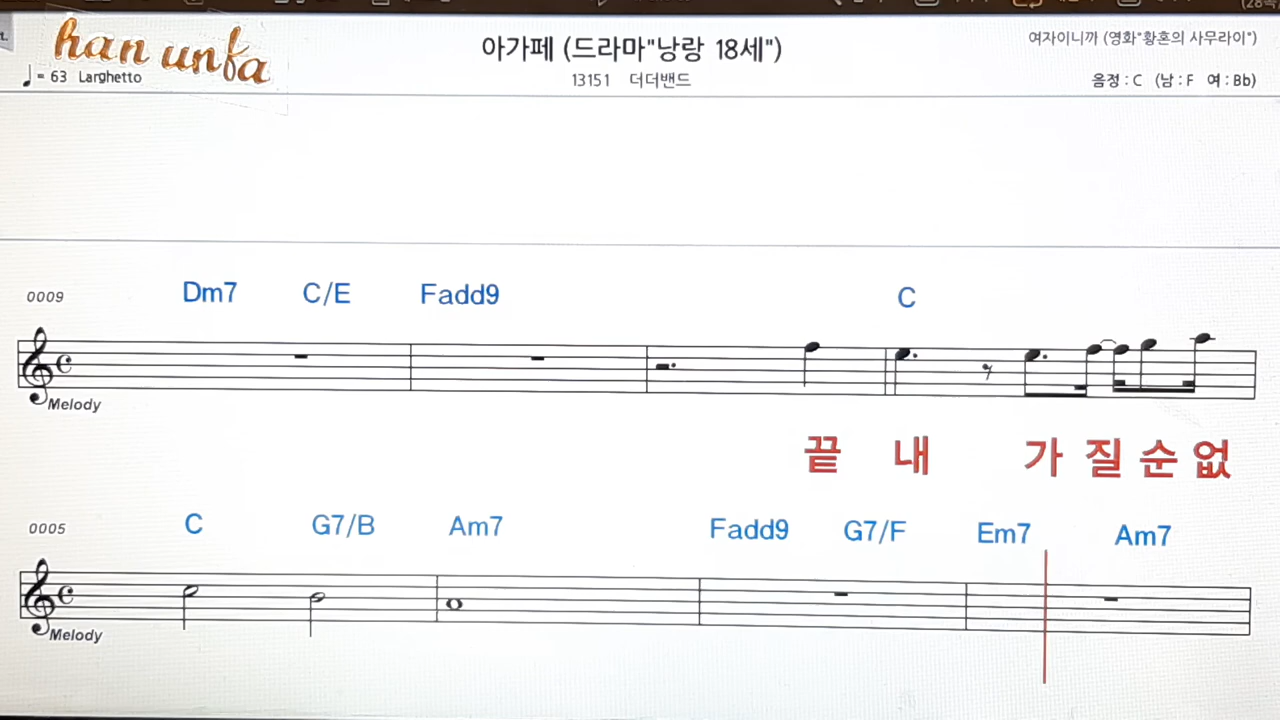 han unfa
♩ = 63 Larghetto
아가페 (드라마"낭랑 18세")
13151 더더밴드
여자이니까 (영화"황혼의 사무라이")
음정 : C (남 : F 여 : Bb)
0009 Dm7 C/E Fadd9 C
Melody
끝 내 가 질 순 없
0005 C G7/B Am7 Fadd9 G7/F Em7 Am7
Melody